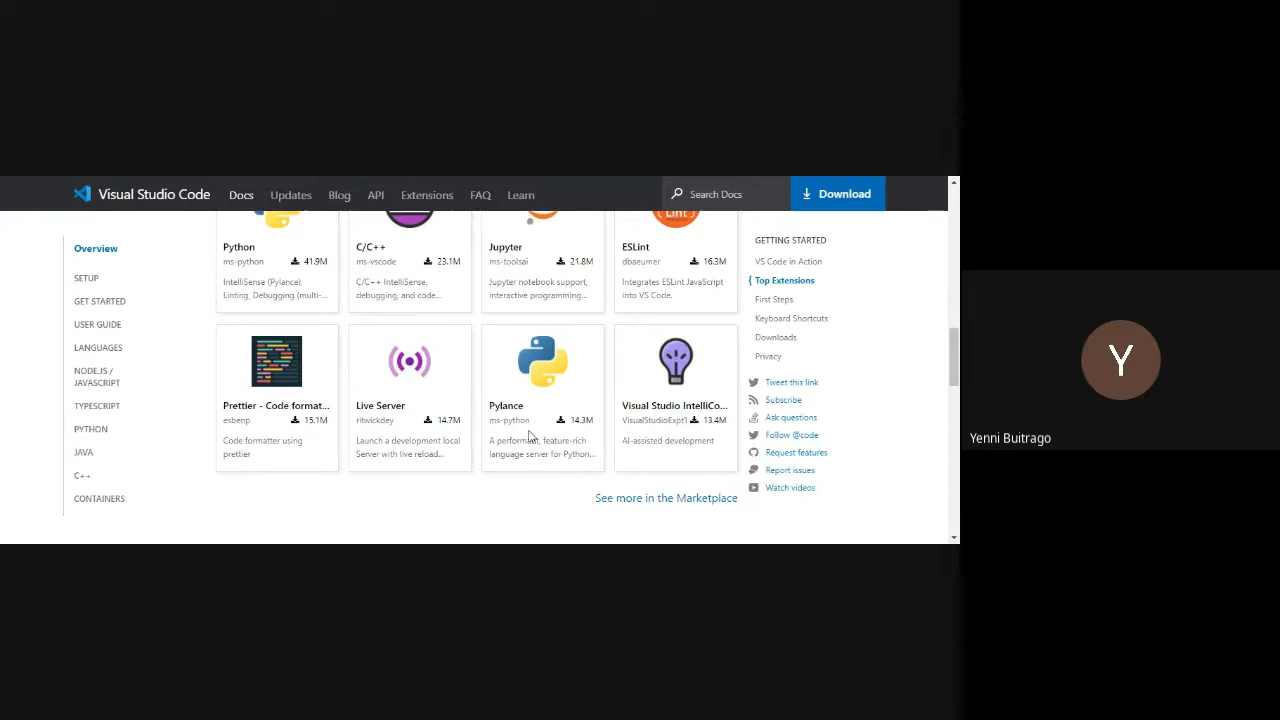 Visual Studio Code
Docs
Updates
Blog
API
Extensions
FAQ
Learn
Search Docs
Download
Overview
SETUP
GET STARTED
USER GUIDE
LANGUAGES
NODE.JS /
JAVASCRIPT
TYPESCRIPT
PYTHON
JAVA
C++
CONTAINERS
Python
ms-python 41.9M
IntelliSense (Pylance),
Linting, Debugging (multi-...
C/C++
ms-vscode 23.1M
C/C++ IntelliSense,
debugging, and code...
Jupyter
ms-toolsai 21.8M
Jupyter notebook support,
interactive programming...
Lint
ESLint
dbaeumer 16.3M
Integrates ESLint JavaScript
into VS Code.
Prettier - Code format...
esbenp 15.1M
Code formatter using
prettier
Live Server
ritwickdey 14.7M
Launch a development local
Server with live reload...
Pylance
ms-python 14.3M
A performant, feature-rich
language server for Python...
Visual Studio IntelliCo...
VisualStudioExpt 13.4M
AI-assisted development
See more in the Marketplace
GETTING STARTED
VS Code in Action
Top Extensions
First Steps
Keyboard Shortcuts
Downloads
Privacy
Tweet this link
Subscribe
Ask questions
Follow @code
Request features
Report issues
Watch videos
Y
Yenni Buitrago